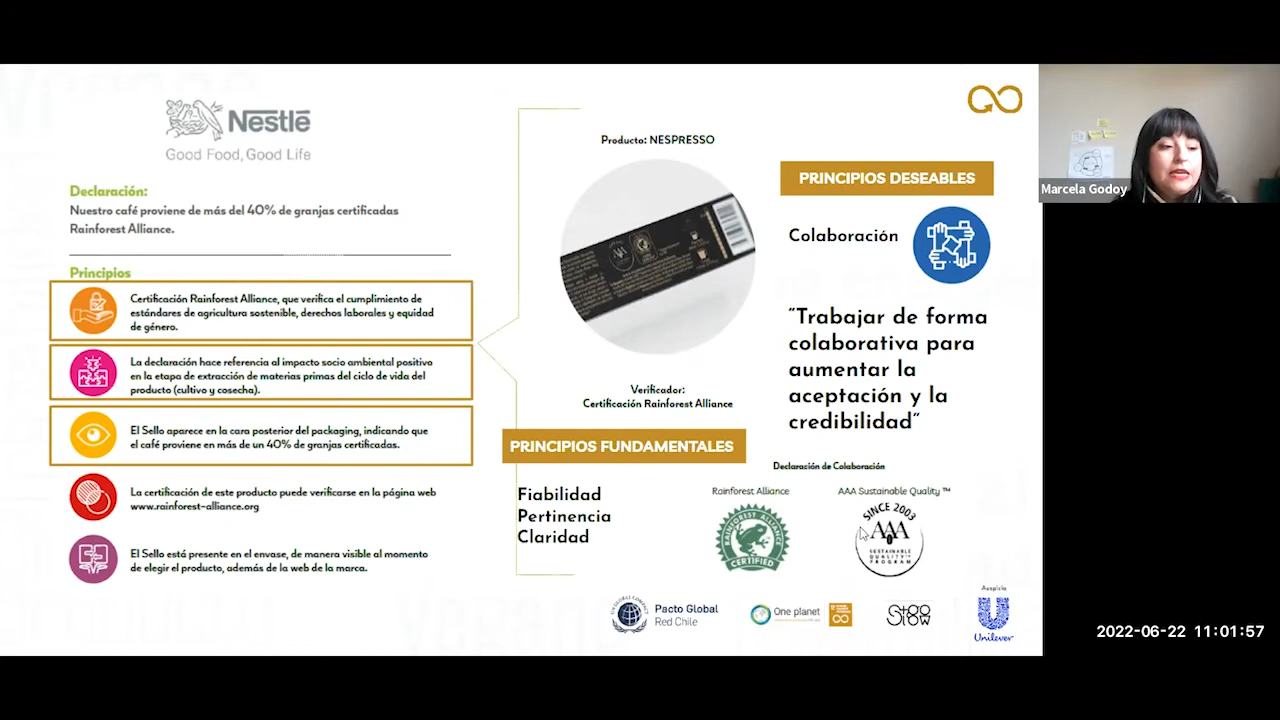 Nestlé
Good Food, Good Life
Declaración:
Nuestro café proviene de más del 40% de granjas certificadas
Rainforest Alliance.
Principios
Certificación Rainforest Alliance, que verifica el cumplimiento de
estándares de agricultura sostenible, derechos laborales y equidad
de género.
La declaración hace referencia al impacto socio ambiental positivo
en la etapa de extracción de materias primas del ciclo de vida del
producto (cultivo y cosecha).
El Sello aparece en la cara posterior del packaging, indicando que
el café proviene en más de un 40% de granjas certificadas.
La certificación de este producto puede verificarse en la página web
www.rainforest-alliance.org
El Sello está presente en el envase, de manera visible al momento
de elegir el producto, además de la web de la marca.
Producto: NESPRESSO
AAA
Verificador:
Certificación Rainforest Alliance
PRINCIPIOS FUNDAMENTALES
Fiabilidad
Pertinencia
Claridad
PRINCIPIOS DESEABLES
Colaboración
"Trabajar de forma
colaborativa para
aumentar la
aceptación y la
credibilidad"
Declaración de Colaboración
Rainforest Alliance
RAINFOREST ALLIANCE
CERTIFIED
AAA Sustainable Quality ™
SINCE 2003
AAA
SUSTAINABLE
QUALITY™
PROGRAM
Pacto Global
Red Chile
One planet
Stgo
Slow
Auspicia
Unilever
Marcela Godoy
2022-06-22 11:01:57